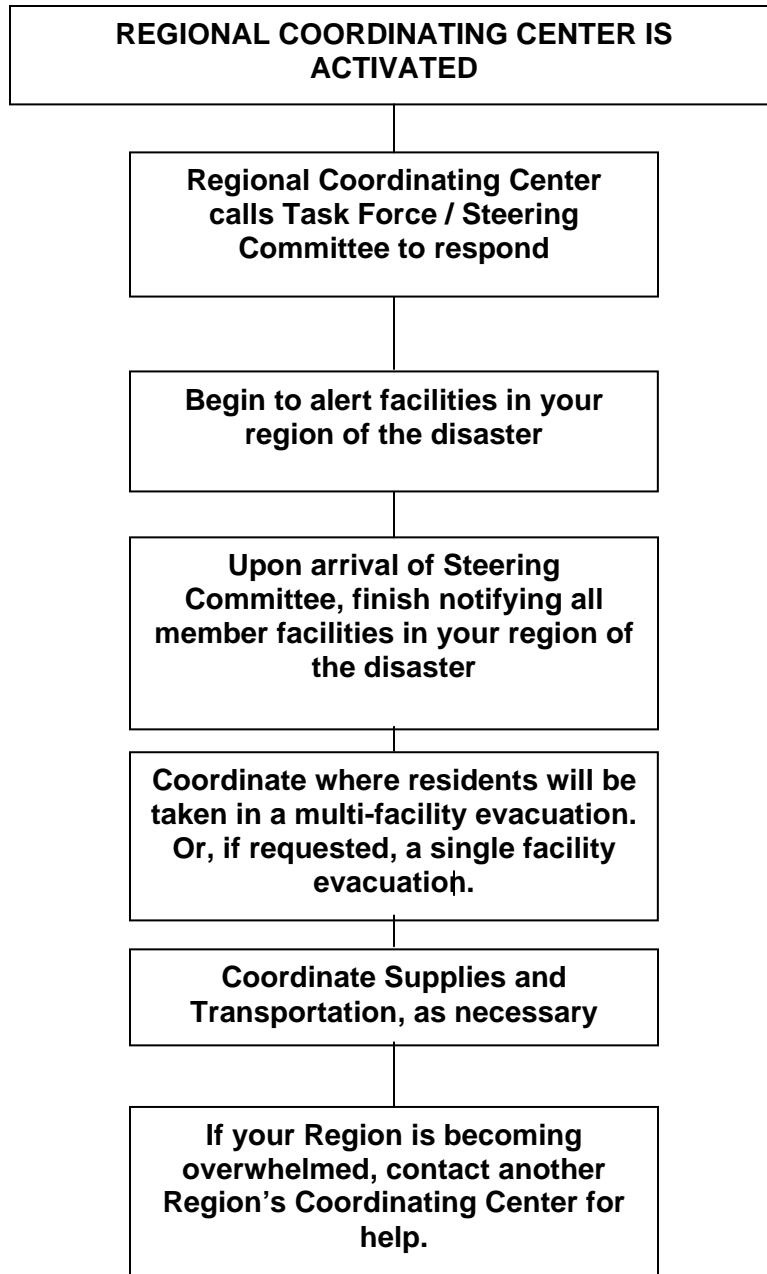 REGIONAL COORDINATING CENTER IS
ACTIVATED
Regional Coordinating Center
calls Task Force / Steering
Committee to respond
Begin to alert facilities in your
region of the disaster
Upon arrival of Steering
Committee, finish notifying all
member facilities in your region of
the disaster
Coordinate where residents will be
taken in a multi-facility evacuation.
Or, if requested, a single facility
evacuation.
Coordinate Supplies and
Transportation, as necessary
If your Region is becoming
overwhelmed, contact another
Region’s Coordinating Center for
help.